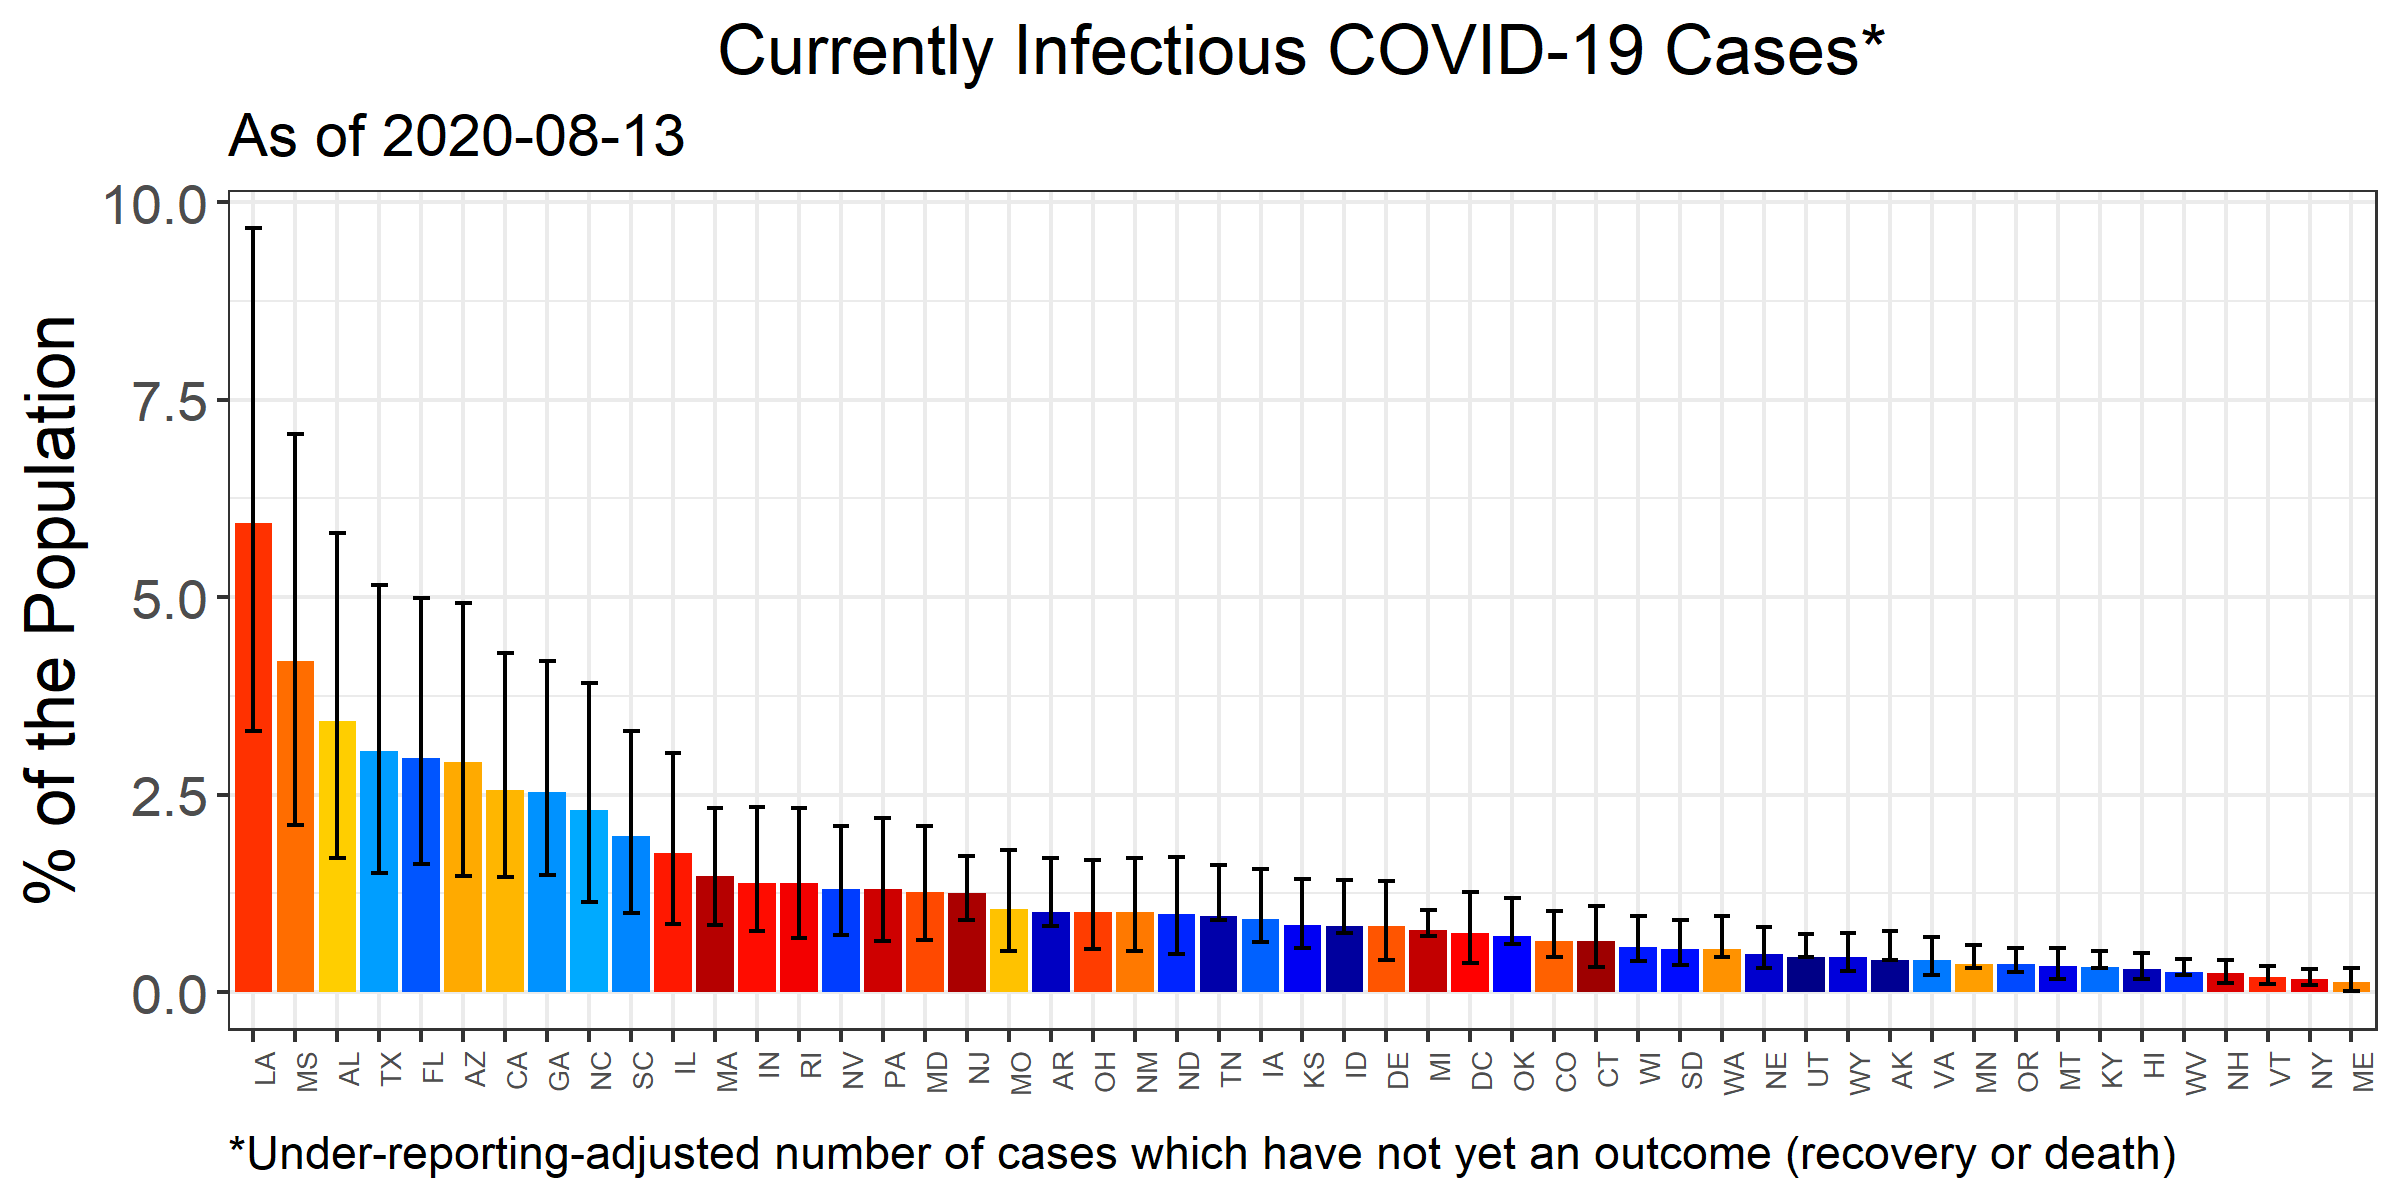 Currently Infectious COVID-19 Cases*
As of 2020-08-13
% of the Population
10.0
7.5
5.0
2.5
0.0
LA MS AL TX FL AZ CA GA NC SC IL MA IN RI NV PA MD NJ MO AR OH NM ND TN IA KS ID DE MI DC OK CO CT WI SD WA NE UT WY AK VA MN OR MT KY HI WV NH VT NY ME
*Under-reporting-adjusted number of cases which have not yet an outcome (recovery or death)